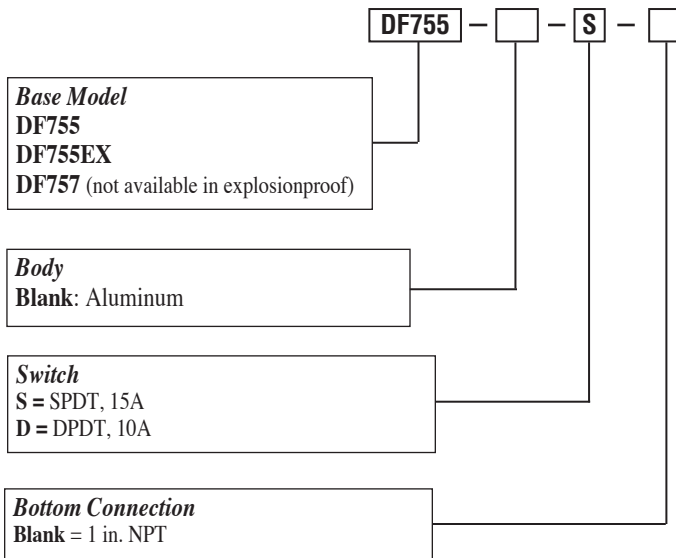 DF755 – – S –
Base Model
DF755
DF755EX
DF757 (not available in explosionproof)
Body
Blank: Aluminum
Switch
S = SPDT, 15A
D = DPDT, 10A
Bottom Connection
Blank = 1 in. NPT